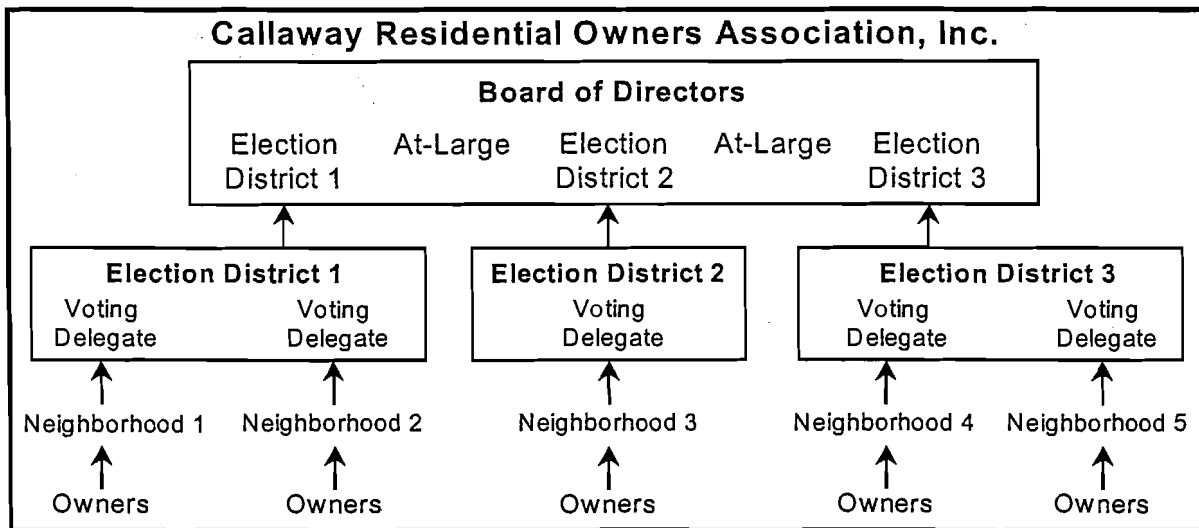 Callaway Residential Owners Association, Inc.
Board of Directors
Election At-Large Election At-Large Election
District 1 District 2 District 3
Election District 1 Election District 2 Election District 3
Voting Voting Voting Voting Voting
Delegate Delegate Delegate Delegate Delegate
Neighborhood 1 Neighborhood 2 Neighborhood 3 Neighborhood 4 Neighborhood 5
Owners Owners Owners Owners Owners